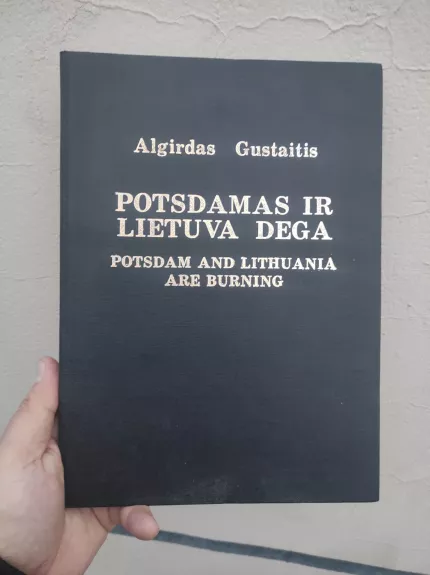 Algirdas Gustaitis
POTSDAMAS IR
LIETUVA DEGA
POTSDAM AND LITHUANIA
ARE BURNING